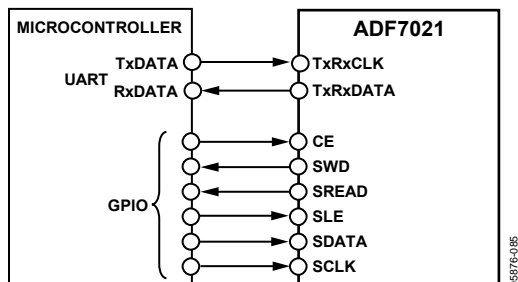 MICROCONTROLLER
ADF7021
TxDATA
TxRxCLK
UART
RxDATA
TxRxDATA
CE
SWD
SREAD
GPIO
SLE
SDATA
SCLK
05876-085